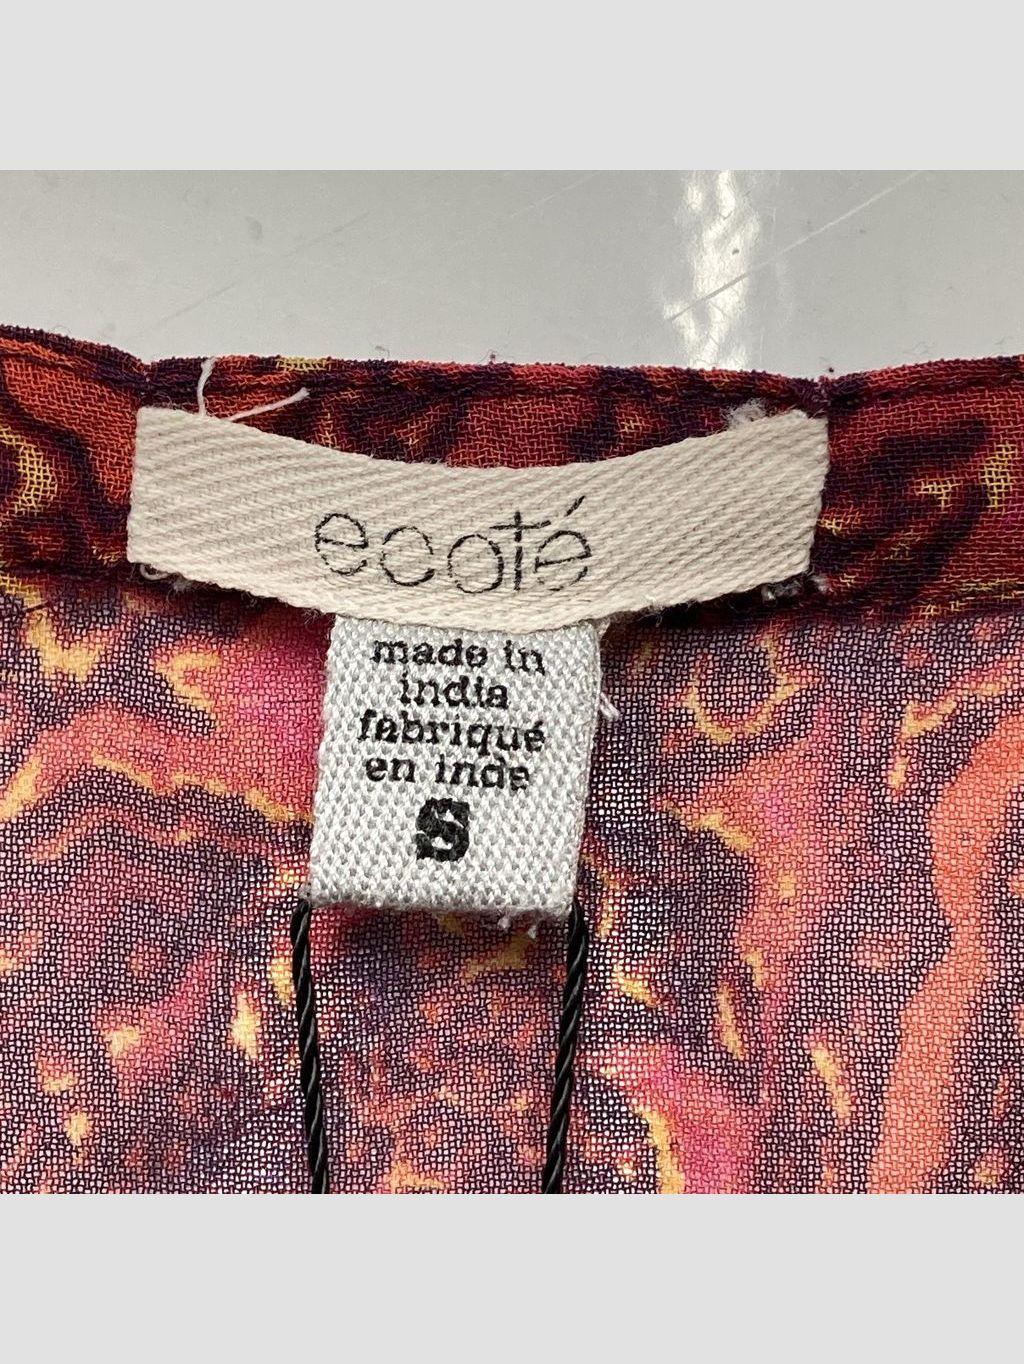 ecoté
made in
india
fabriqué
en inde
S